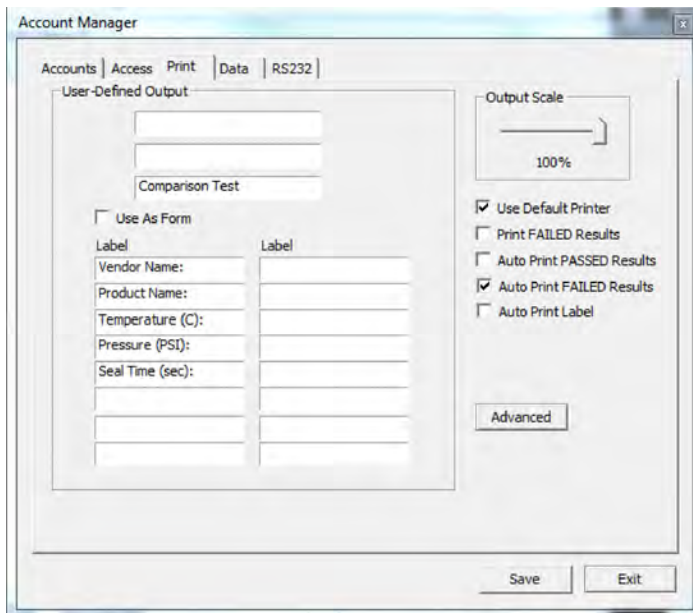 Account Manager
x
Accounts Access Print Data RS232
User-Defined Output
Comparison Test
Use As Form
Label Label
Vendor Name:
Product Name:
Temperature (C):
Pressure (PSI):
Seal Time (sec):
Output Scale
100%
Use Default Printer
Print FAILED Results
Auto Print PASSED Results
Auto Print FAILED Results
Auto Print Label
Advanced
Save Exit